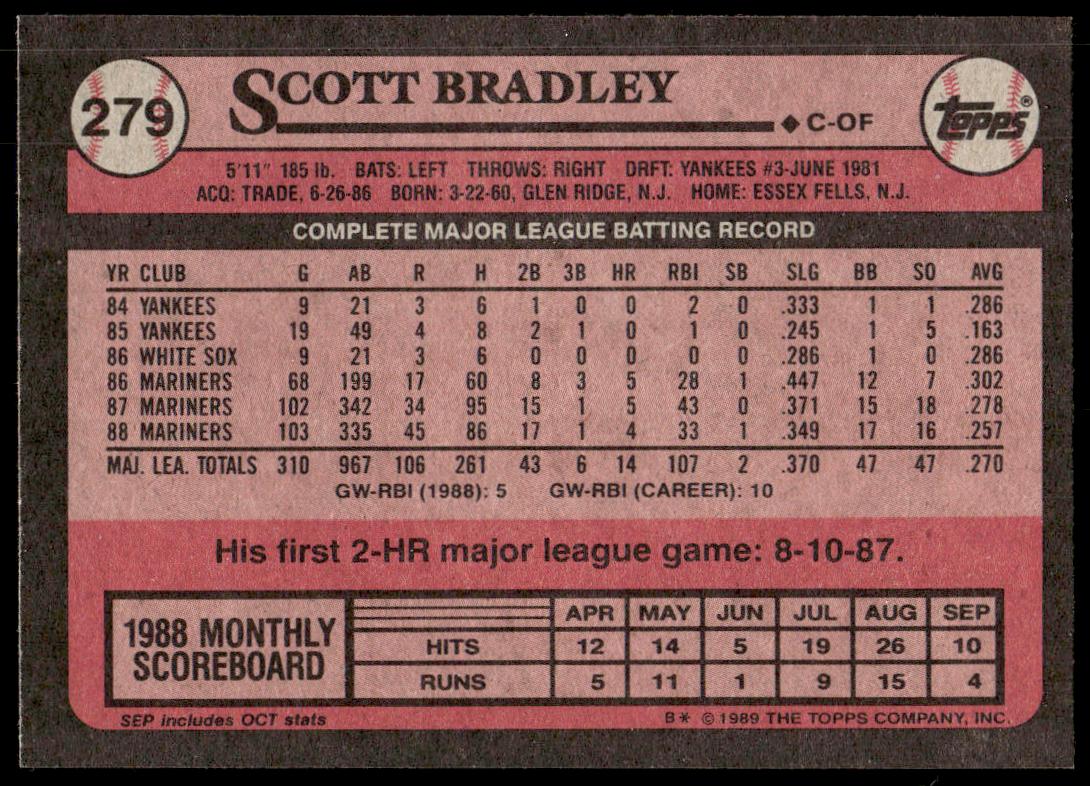 279
SCOTT BRADLEY
◆ C-OF
TOPPS®
5'11" 185 lb. BATS: LEFT THROWS: RIGHT DRFT: YANKEES #3-JUNE 1981
ACQ: TRADE, 6-26-86 BORN: 3-22-60, GLEN RIDGE, N.J. HOME: ESSEX FELLS, N.J.
COMPLETE MAJOR LEAGUE BATTING RECORD
YR CLUB G AB R H 2B 3B HR RBI SB SLG BB SO AVG
84 YANKEES 9 21 3 6 1 0 0 2 0 .333 1 1 .286
85 YANKEES 19 49 4 8 2 1 0 1 0 .245 1 5 .163
86 WHITE SOX 9 21 3 6 0 0 0 0 0 .286 1 0 .286
86 MARINERS 68 199 17 60 8 3 5 28 1 .447 12 7 .302
87 MARINERS 102 342 34 95 15 1 5 43 0 .371 15 18 .278
88 MARINERS 103 335 45 86 17 1 4 33 1 .349 17 16 .257
MAJ. LEA. TOTALS 310 967 106 261 43 6 14 107 2 .370 47 47 .270
GW-RBI (1988): 5 GW-RBI (CAREER): 10
His first 2-HR major league game: 8-10-87.
1988 MONTHLY
SCOREBOARD
APR MAY JUN JUL AUG SEP
HITS 12 14 5 19 26 10
RUNS 5 11 1 9 15 4
SEP includes OCT stats
B* © 1989 THE TOPPS COMPANY, INC.